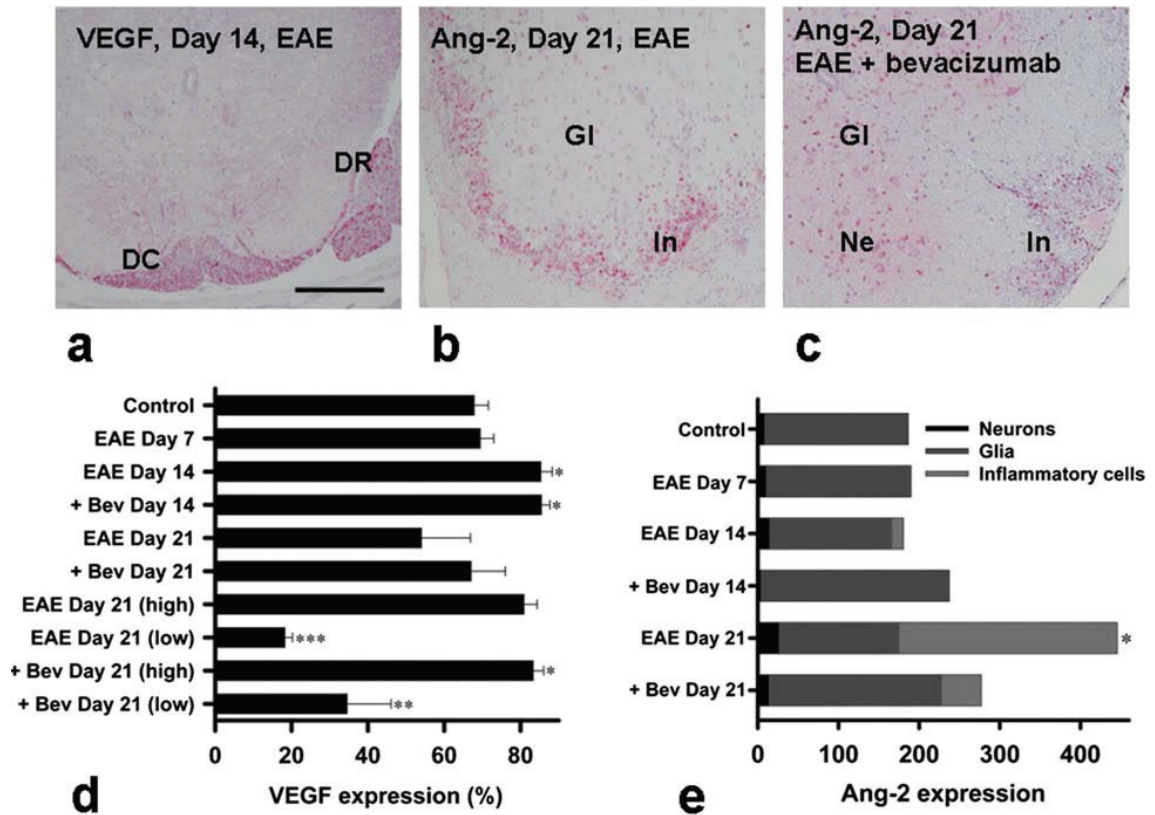 VEGF, Day 14, EAE
DR
DC
a
Ang-2, Day 21, EAE
Gl
In
b
Ang-2, Day 21
EAE + bevacizumab
Gl
Ne
In
c
Control
EAE Day 7
EAE Day 14
+ Bev Day 14
EAE Day 21
+ Bev Day 21
EAE Day 21 (high)
EAE Day 21 (low)
+ Bev Day 21 (high)
+ Bev Day 21 (low)
*
*
***
*
**
0 20 40 60 80
VEGF expression (%)
d
Control
EAE Day 7
EAE Day 14
+ Bev Day 14
EAE Day 21
+ Bev Day 21
Neurons
Glia
Inflammatory cells
*
0 100 200 300 400
Ang-2 expression
e